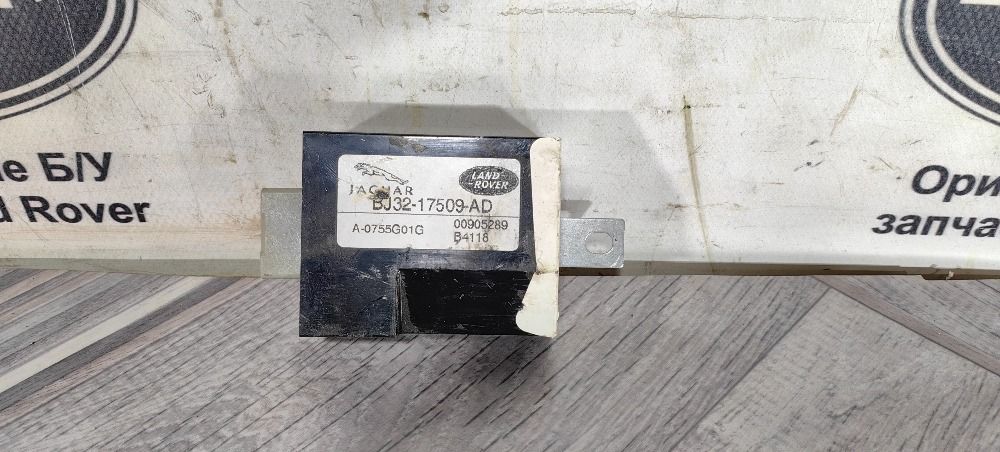 е Б/У
d Rover
JAGUAR
LAND
ROVER
BJ32-17509-AD
A-0755G01G
00905289
B4118
Ори
запча